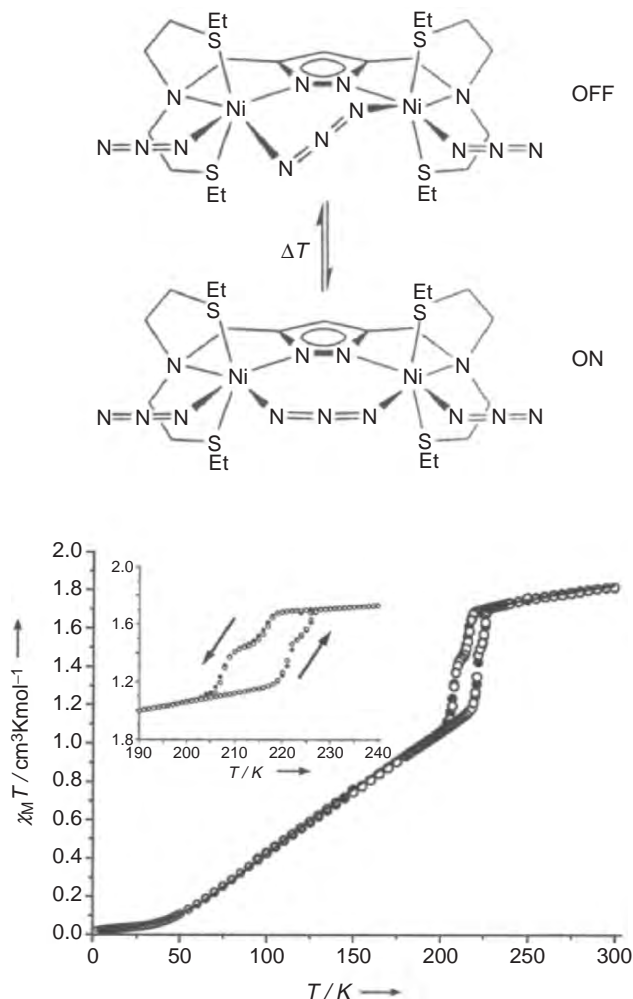 Et
Et
S
S
N
N
N
N
OFF
Ni
N
Ni
N
N=N=N
N
N
N=N=N
S
S
Et
Et
ΔT
Et
Et
S
S
N
N
N
N
ON
Ni
Ni
N=N=N
N=N=N
N=N=N
S
S
Et
Et
2.0
1.8
1.6
1.4
1.2
1.0
0.8
0.6
0.4
0.2
0.0
χMT / cm³Kmol⁻¹
2.0
1.6
1.2
1.8
190 200 210 220 230 240
T / K
0 50 100 150 200 250 300
T / K